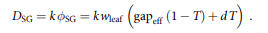 D_SG = k ϕ_SG = k w_leaf ( gap_eff (1 − T) + d T ) .